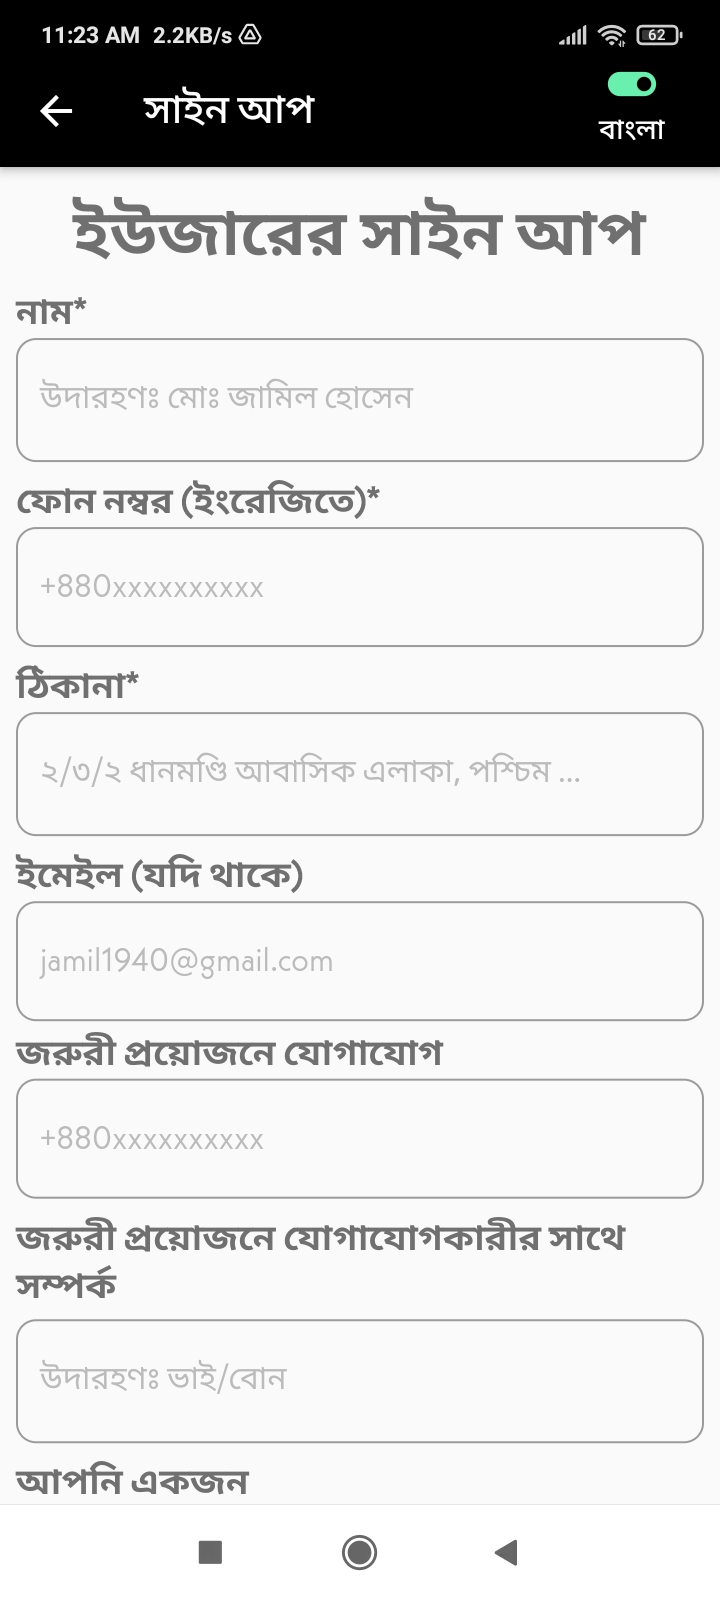 11:23 AM 2.2KB/s
62
সাইন আপ
বাংলা
ইউজারের সাইন আপ
নাম*
উদারহণঃ মোঃ জামিল হোসেন
ফোন নম্বর (ইংরেজিতে)*
+880xxxxxxxxxx
ঠিকানা*
২/৩/২ ধানমণ্ডি আবাসিক এলাকা, পশ্চিম ...
ইমেইল (যদি থাকে)
jamil1940@gmail.com
জরুরী প্রয়োজনে যোগাযোগ
+880xxxxxxxxxx
জরুরী প্রয়োজনে যোগাযোগকারীর সাথে
সম্পর্ক
উদারহণঃ ভাই/বোন
আপনি একজন